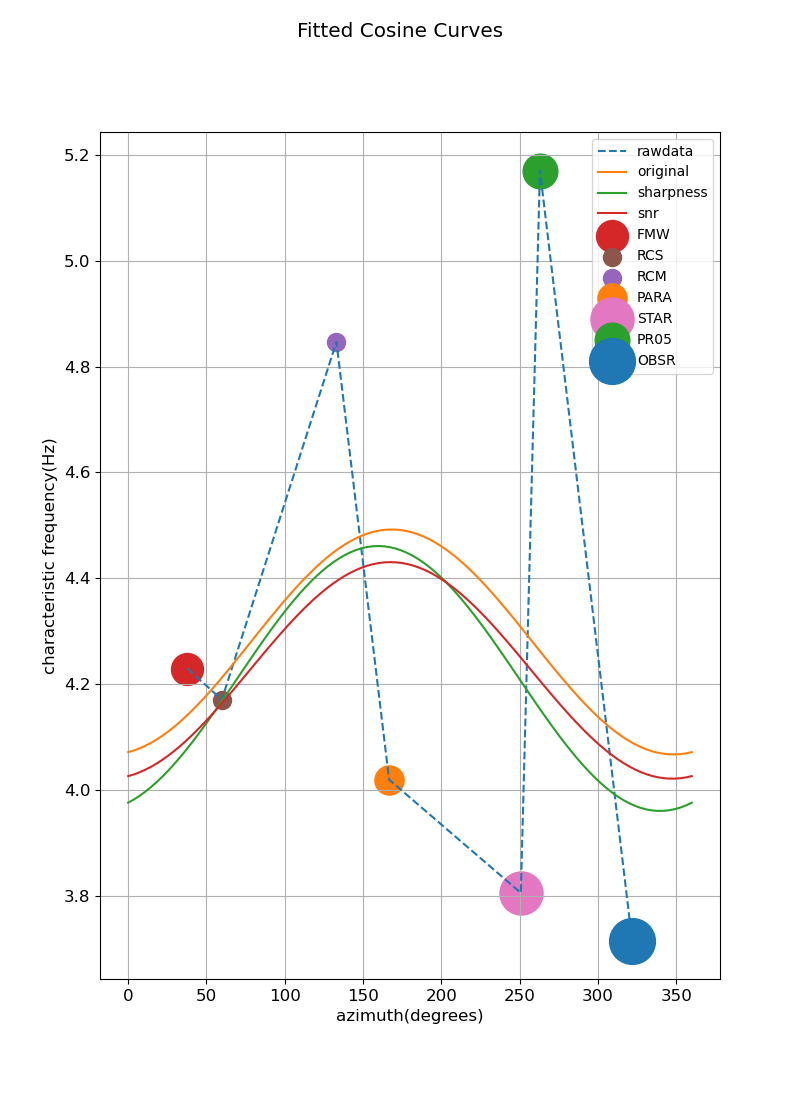 Fitted Cosine Curves
5.2
5.0
4.8
4.6
4.4
4.2
4.0
3.8
characteristic frequency(Hz)
rawdata
original
sharpness
snr
FMW
RCS
RCM
PARA
STAR
PR05
OBSR
0 50 100 150 200 250 300 350
azimuth(degrees)